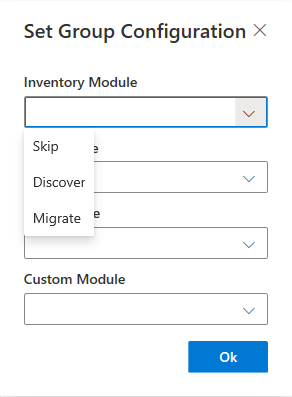 Set Group Configuration
Inventory Module
Skip
Discover
Migrate
Custom Module
Ok